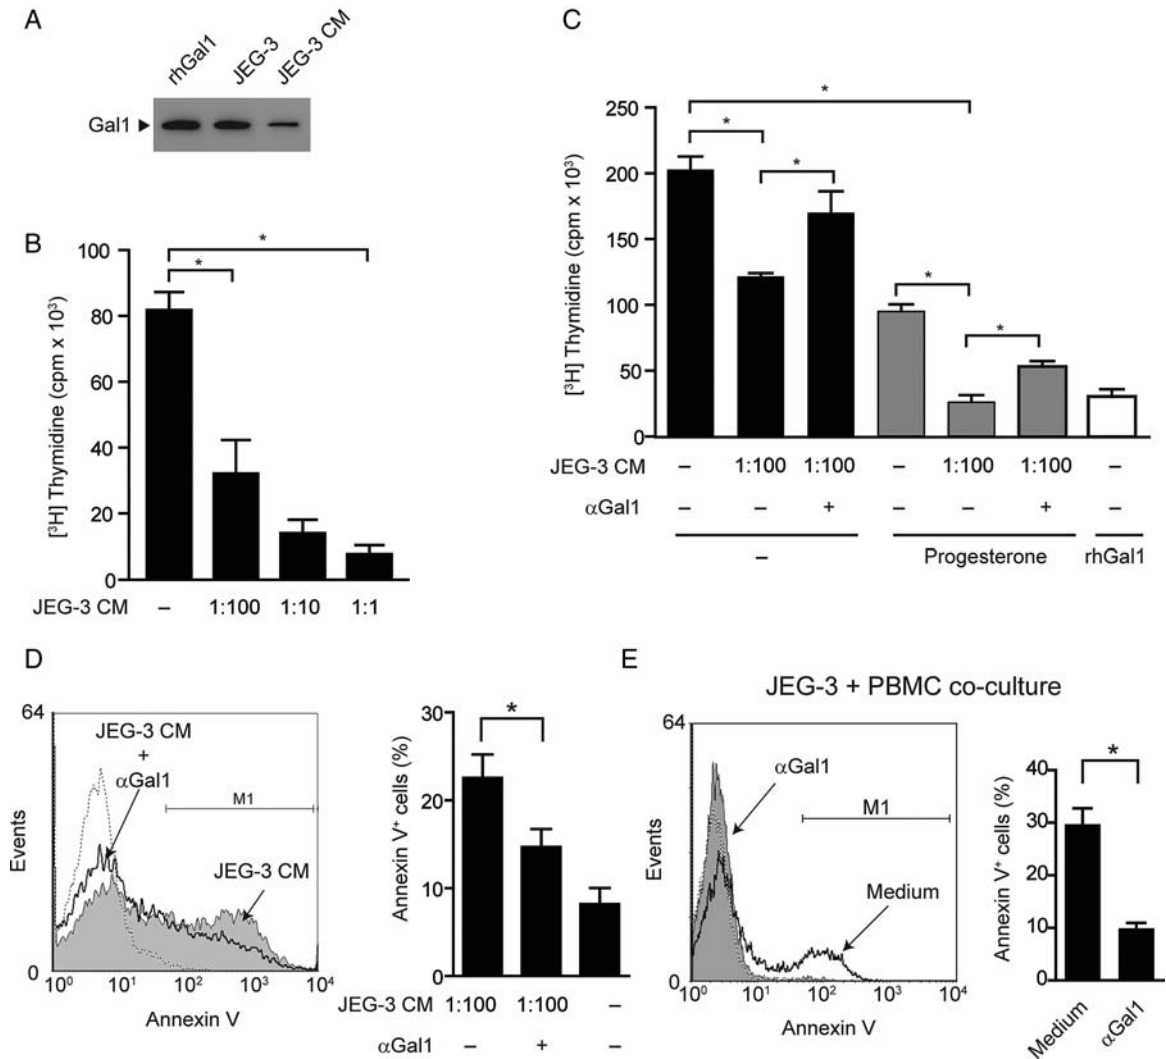 A
rhGal1
JEG-3
JEG-3 CM
Gal1
B
[³H] Thymidine (cpm x 10³)
100
80
60
40
20
0
*
*
JEG-3 CM – 1:100 1:10 1:1
C
[³H] Thymidine (cpm x 10³)
250
200
150
100
50
0
*
*
*
*
*
JEG-3 CM – 1:100 1:100 – 1:100 1:100 –
αGal1 – – + – – + –
– Progesterone rhGal1
D
64
JEG-3 CM
+
αGal1
M1
JEG-3 CM
Events
0
10⁰ 10¹ 10² 10³ 10⁴
Annexin V
Annexin V⁺ cells (%)
30
20
10
0
*
JEG-3 CM 1:100 1:100 –
αGal1 – + –
E
JEG-3 + PBMC co-culture
64
αGal1
M1
Medium
Events
0
10⁰ 10¹ 10² 10³ 10⁴
Annexin V
Annexin V⁺ cells (%)
40
30
20
10
0
*
Medium
αGal1